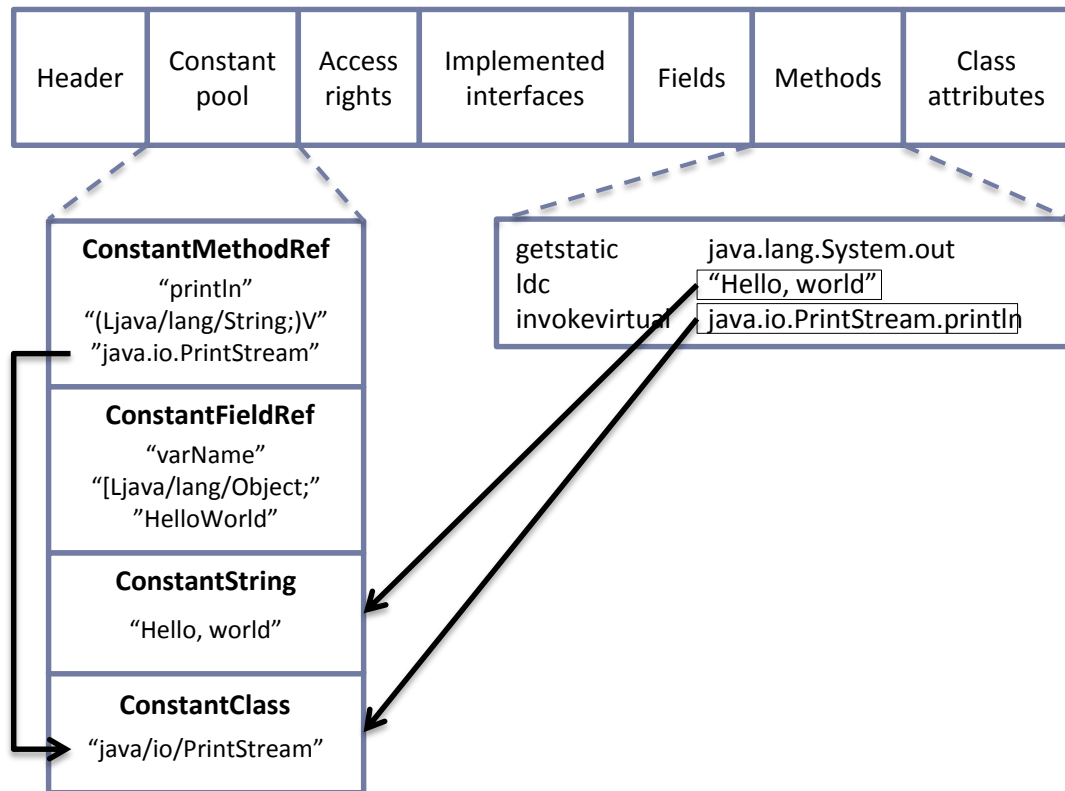 Header
Constant
pool
Access
rights
Implemented
interfaces
Fields
Methods
Class
attributes
ConstantMethodRef
“println”
“(Ljava/lang/String;)V”
”java.io.PrintStream”
ConstantFieldRef
“varName”
“[Ljava/lang/Object;”
”HelloWorld”
ConstantString
“Hello, world”
ConstantClass
“java/io/PrintStream”
getstatic java.lang.System.out
ldc “Hello, world”
invokevirtual java.io.PrintStream.println